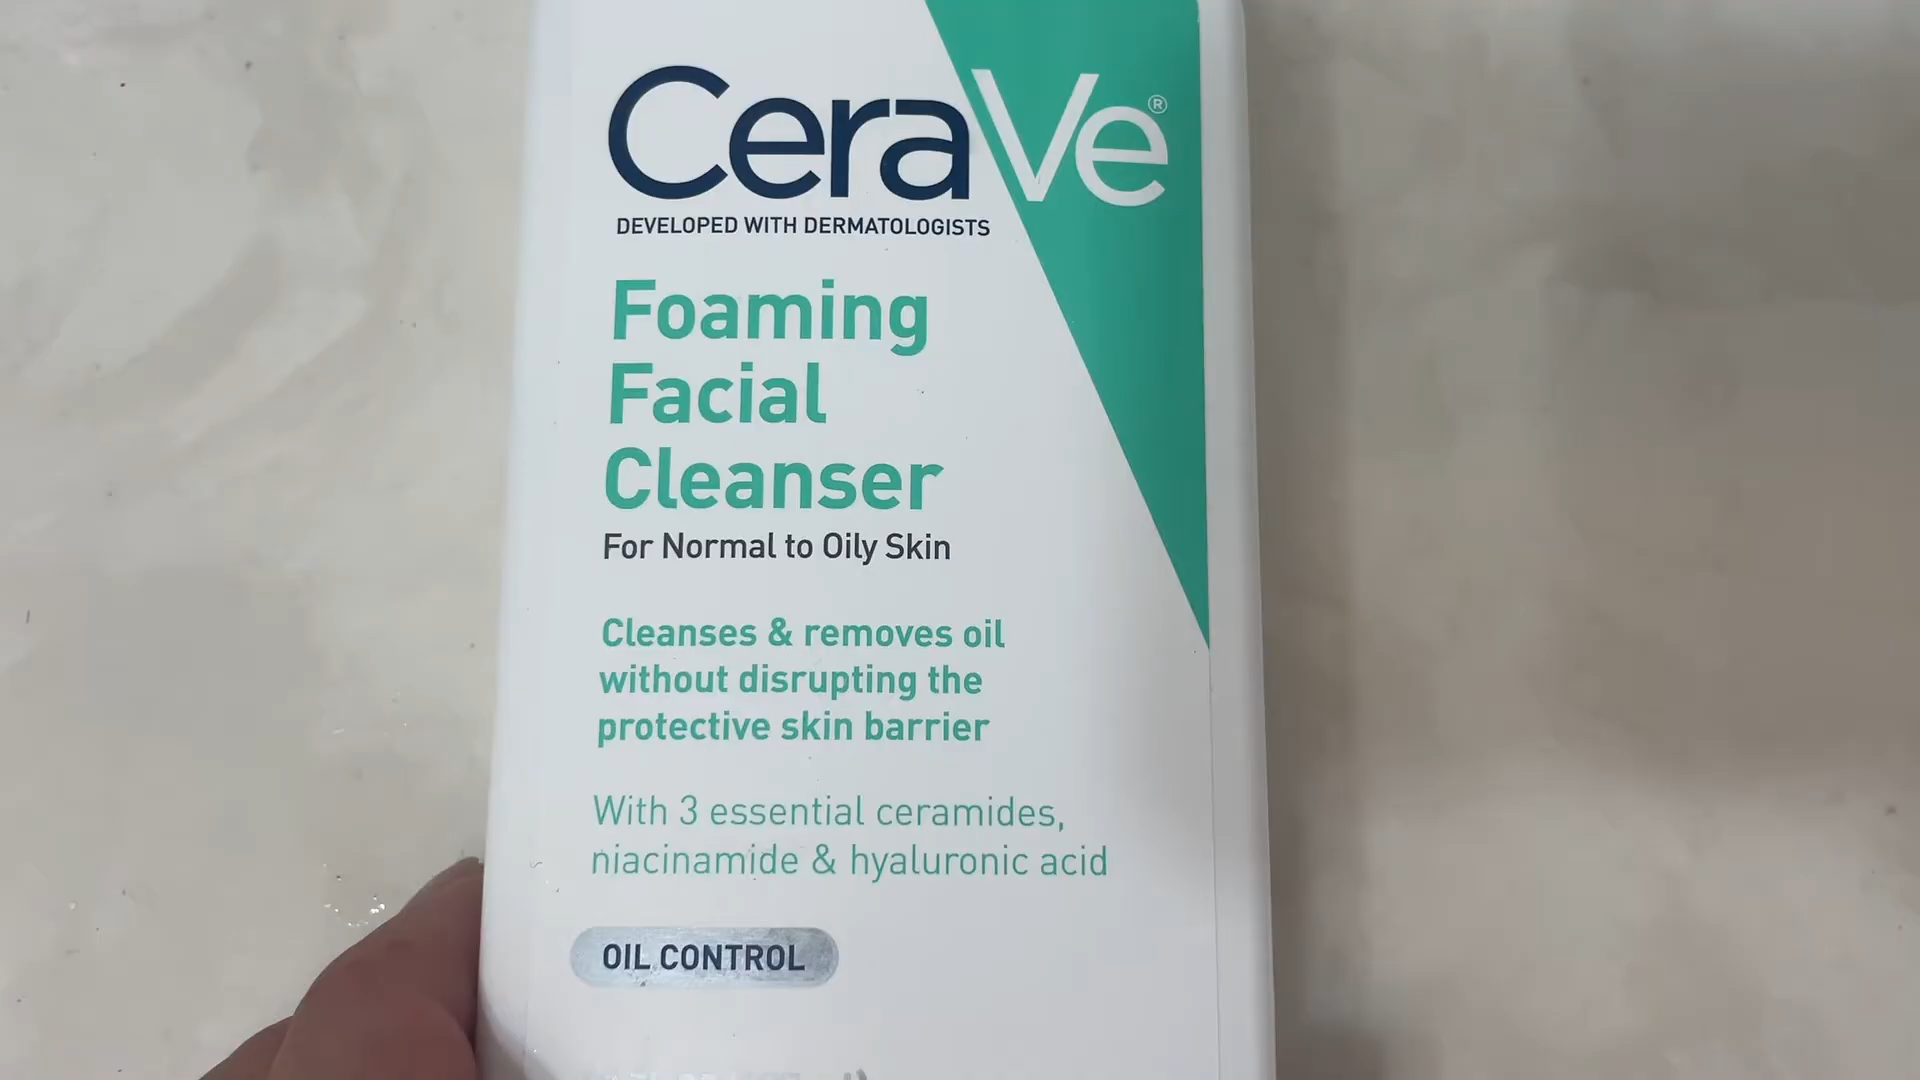 CeraVe®
DEVELOPED WITH DERMATOLOGISTS
Foaming
Facial
Cleanser
For Normal to Oily Skin
Cleanses & removes oil
without disrupting the
protective skin barrier
With 3 essential ceramides,
niacinamide & hyaluronic acid
OIL CONTROL